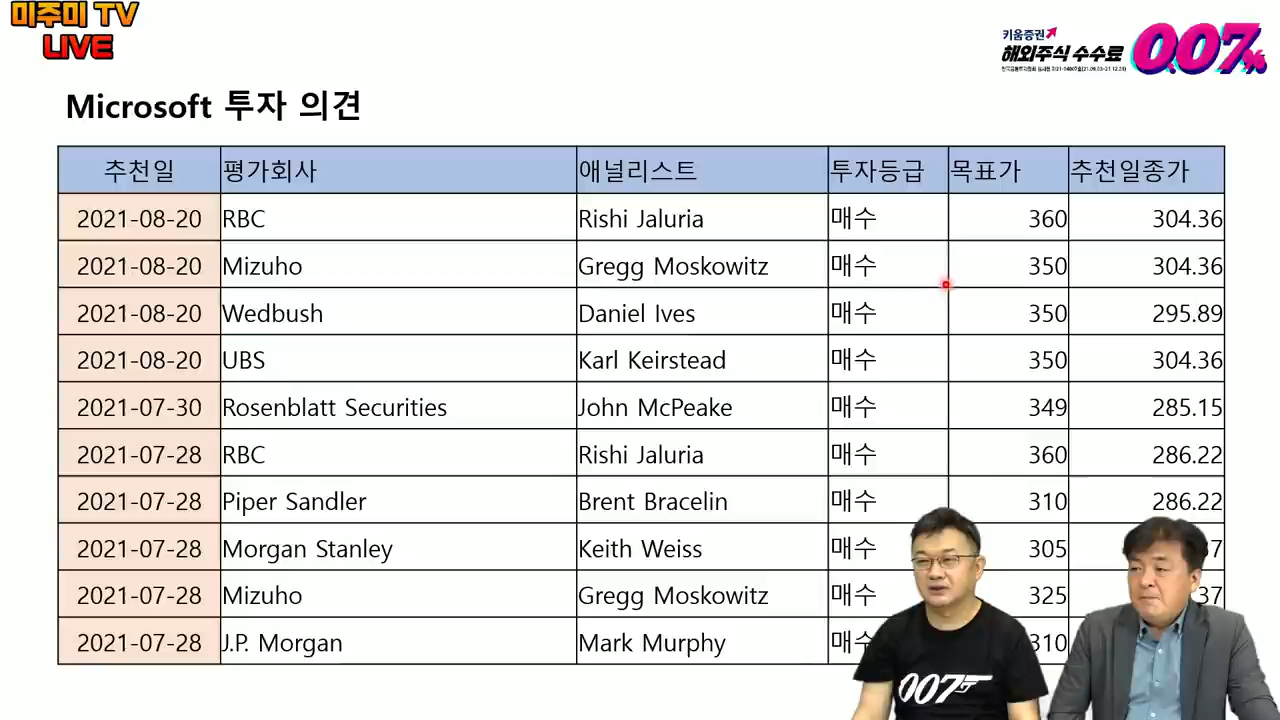 미주미 TV
LIVE
키움증권
해외주식 수수료 0.07%
Microsoft 투자 의견
추천일 평가회사 애널리스트 투자등급 목표가 추천일종가
2021-08-20 RBC Rishi Jaluria 매수 360 304.36
2021-08-20 Mizuho Gregg Moskowitz 매수 350 304.36
2021-08-20 Wedbush Daniel Ives 매수 350 295.89
2021-08-20 UBS Karl Keirstead 매수 350 304.36
2021-07-30 Rosenblatt Securities John McPeake 매수 349 285.15
2021-07-28 RBC Rishi Jaluria 매수 360 286.22
2021-07-28 Piper Sandler Brent Bracelin 매수 310 286.22
2021-07-28 Morgan Stanley Keith Weiss 매수 305
2021-07-28 Mizuho Gregg Moskowitz 매수 325
2021-07-28 J.P. Morgan Mark Murphy 매수 310
007